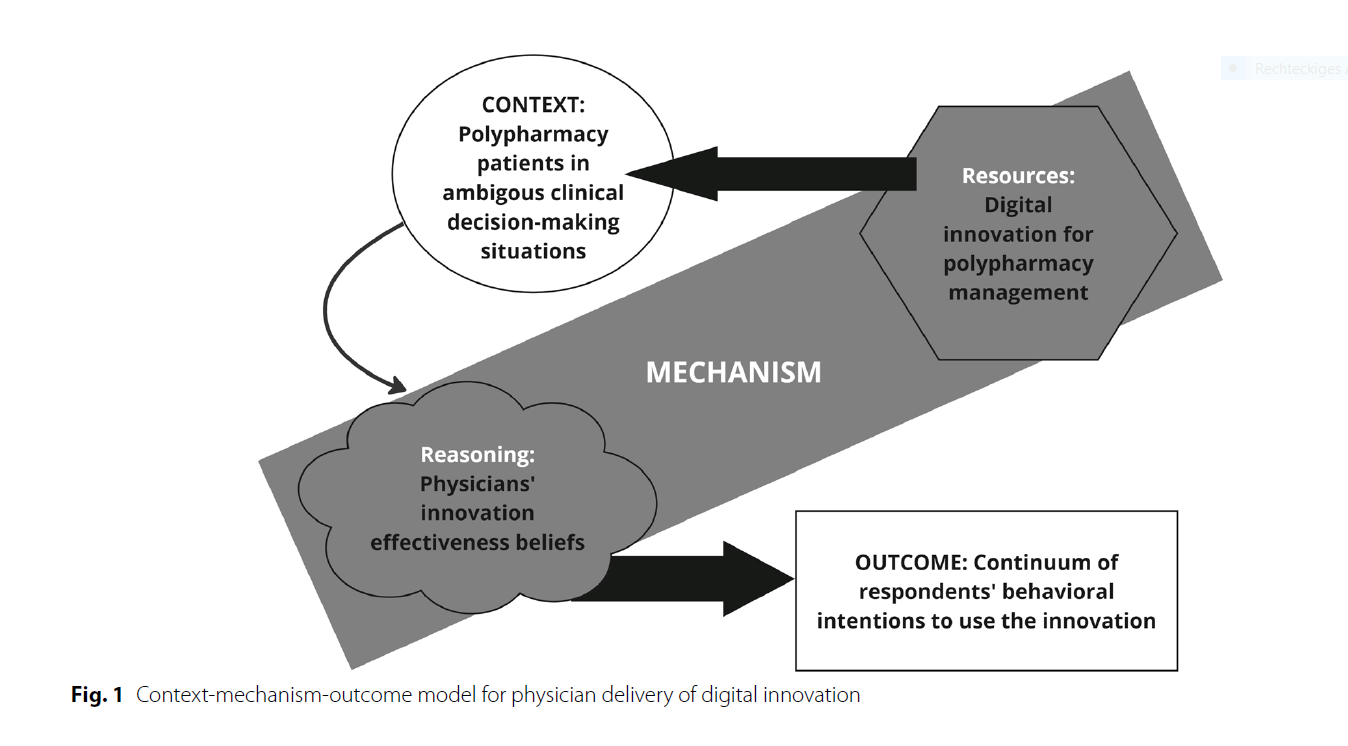 Rechteckiges
CONTEXT:
Polypharmacy
patients in
ambigous clinical
decision-making
situations
Resources:
Digital
innovation for
polypharmacy
management
MECHANISM
Reasoning:
Physicians'
innovation
effectiveness beliefs
OUTCOME: Continuum of
respondents' behavioral
intentions to use the innovation
Fig. 1 Context-mechanism-outcome model for physician delivery of digital innovation